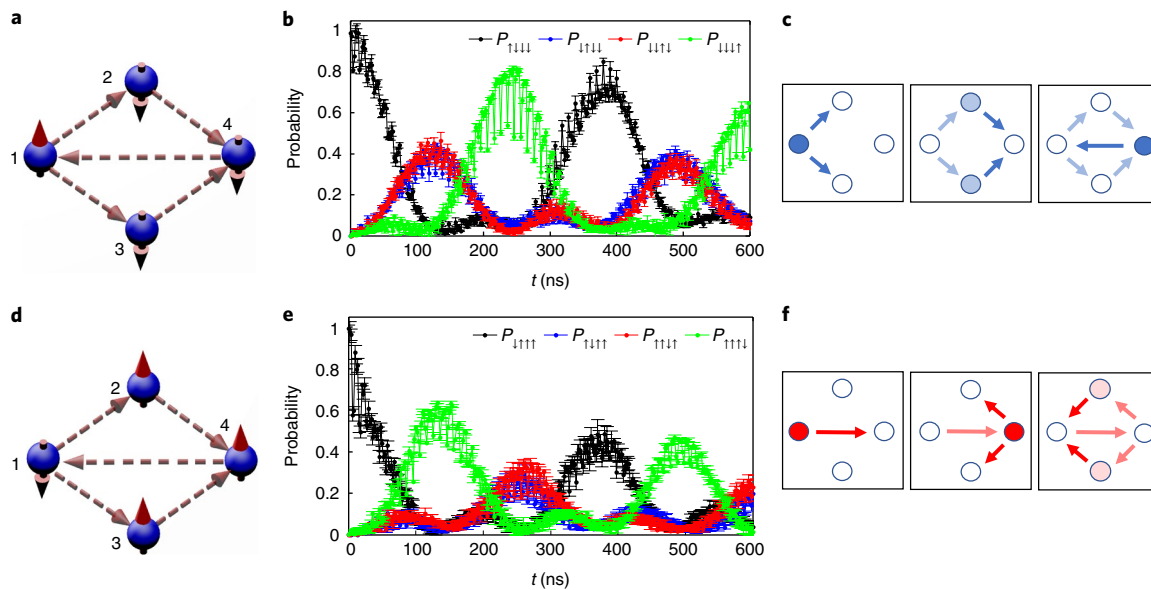 a
2
4
1
3
b
Probability
1
0.8
0.6
0.4
0.2
0
P↑↓↓↓ P↓↑↓↓ P↓↓↑↓ P↓↓↓↑
0 100 200 300 400 500 600
t (ns)
c
d
2
4
1
3
e
Probability
1
0.8
0.6
0.4
0.2
0
P↓↑↑↑ P↑↓↑↑ P↑↑↓↑ P↑↑↑↓
0 100 200 300 400 500 600
t (ns)
f